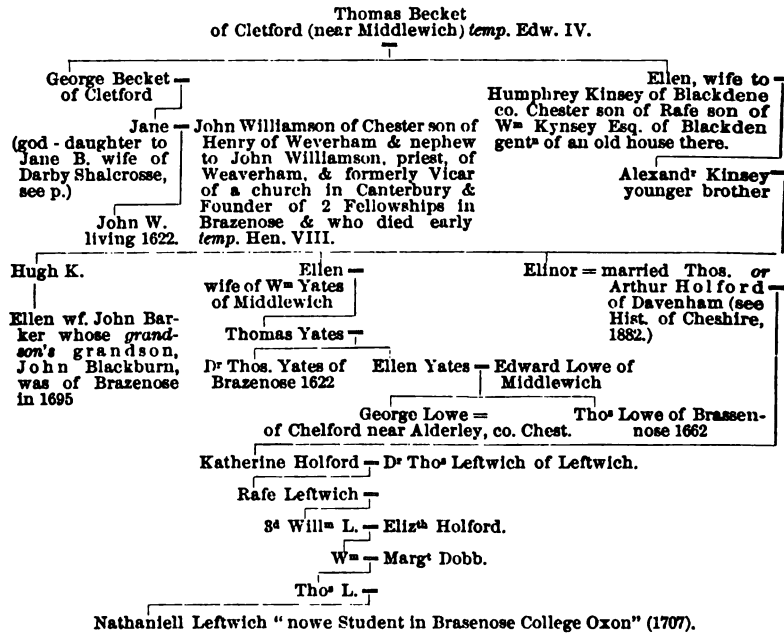 Thomas Becket
of Cletford (near Middlewich) temp. Edw. IV.
George Becket
of Cletford
Ellen, wife to
Humphrey Kinsey of Blackdene
co. Chester son of Rafe son of
Wm Kynsey Esq. of Blackden
gents of an old house there.
Jane
(god-daughter to
Jane B. wife of
Darby Shalcrosse,
see p.)
John Williamson of Chester son of
Henry of Weverham & nephew
to John Williamson, priest, of
Weaverham, & formerly Vicar
of a church in Canterbury &
Founder of 2 Fellowships in
Brazenose & who died early
temp. Hen. VIII.
Alexandr Kinsey
younger brother
John W.
living 1622.
Hugh K.
Ellen
wife of Wm Yates
of Middlewich
Elinor = married Thos. or
Arthur Holford
of Davenham (see
Hist. of Cheshire,
1882.)
Ellen wf. John Bar-
ker whose grand-
son's grandson,
John Blackburn,
was of Brazenose
in 1695
Thomas Yates
Dr Thos. Yates of
Brazenose 1622
Ellen Yates
Edward Lowe of
Middlewich
George Lowe =
of Chelford near Alderley, co. Chest.
Thos Lowe of Brassen-
nose 1662
Katherine Holford
Dr Thos Leftwich of Leftwich.
Rafe Leftwich
3d Willm L.
Elizth Holford.
Wm
Margt Dobb.
Thos L.
Nathaniell Leftwich "nowe Student in Brasenose College Oxon" (1707).